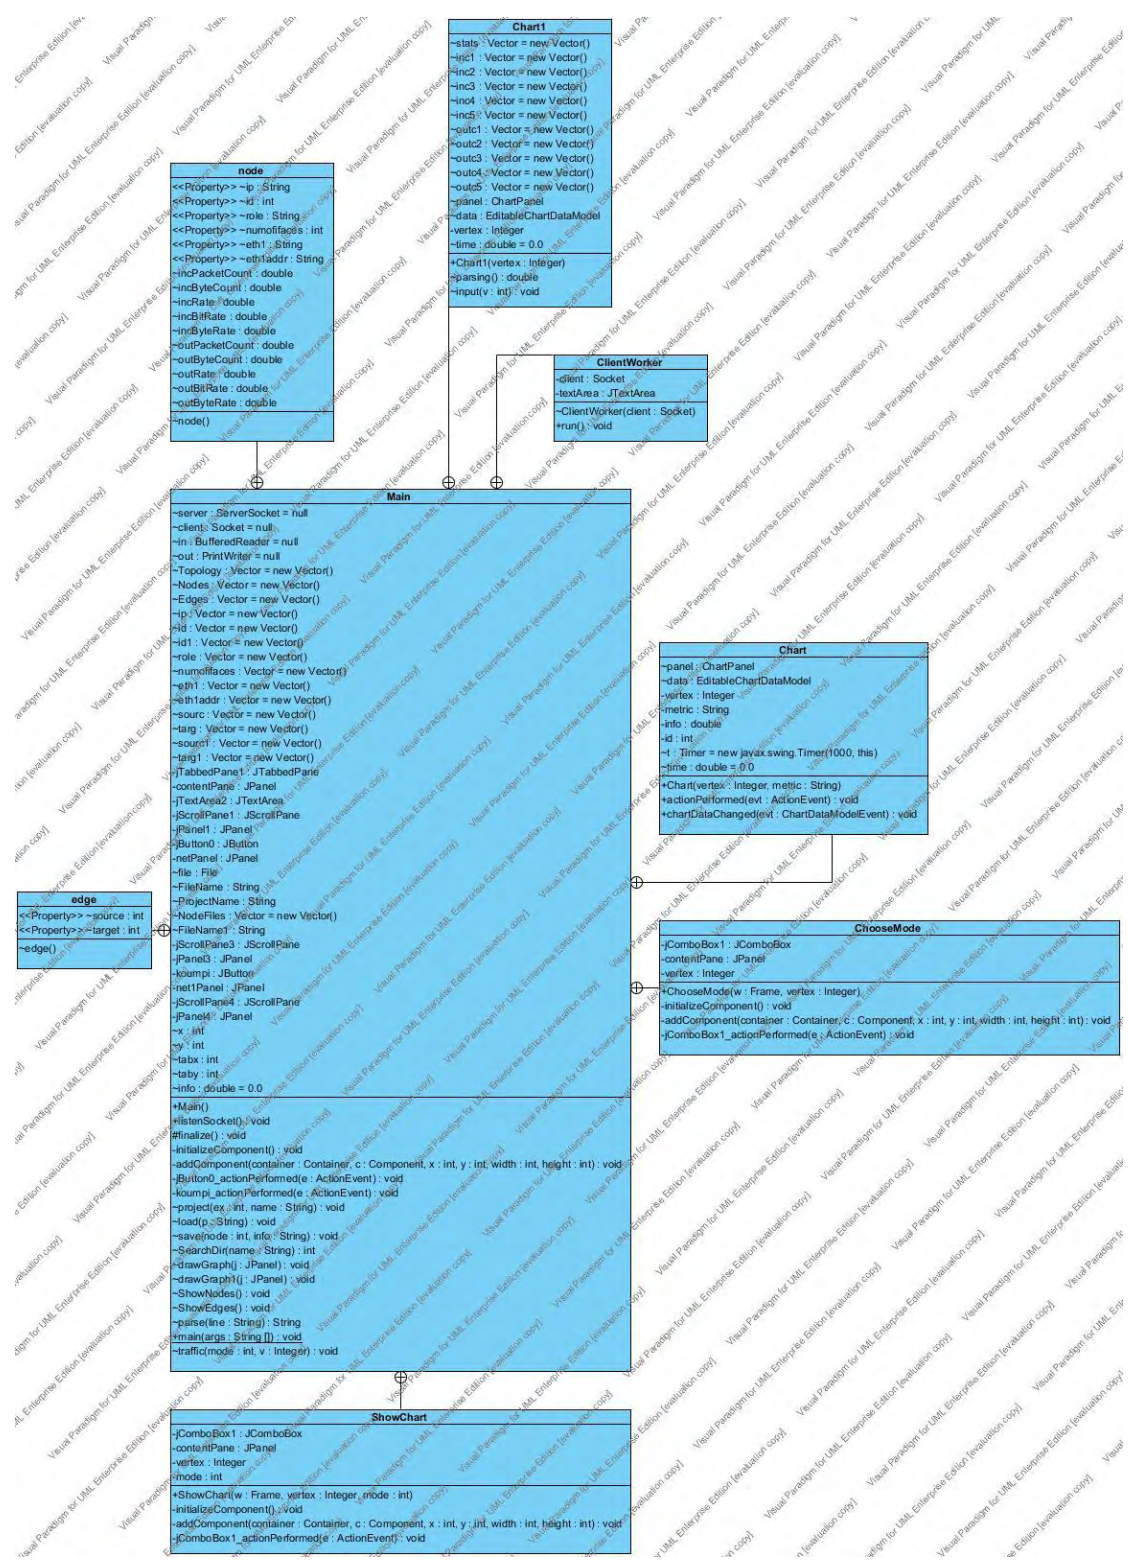 Chart1
~stats : Vector = new Vector()
~inc1 : Vector = new Vector()
~inc2 : Vector = new Vector()
~inc3 : Vector = new Vector()
~inc4 : Vector = new Vector()
~inc5 : Vector = new Vector()
~outc1 : Vector = new Vector()
~outc2 : Vector = new Vector()
~outc3 : Vector = new Vector()
~outc4 : Vector = new Vector()
~outc5 : Vector = new Vector()
~panel : ChartPanel
~data : EditableChartDataModel
-vertex : Integer
~time : double = 0.0
+Chart1(vertex : Integer)
~parsing() : double
~input(v : int) : void
node
<<Property>> ~ip : String
<<Property>> ~id : int
<<Property>> ~role : String
<<Property>> ~numofifaces : int
<<Property>> ~eth1 : String
<<Property>> ~eth1addr : String
~incPacketCount : double
~incByteCount : double
~incRate : double
~incBitRate : double
~incByteRate : double
~outPacketCount : double
~outByteCount : double
~outRate : double
~outBitRate : double
~outByteRate : double
~node()
ClientWorker
-client : Socket
-textArea : JTextArea
~ClientWorker(client : Socket)
+run() : void
Main
~server : ServerSocket = null
~client : Socket = null
~in : BufferedReader = null
~out : PrintWriter = null
~Topology : Vector = new Vector()
~Nodes : Vector = new Vector()
~Edges : Vector = new Vector()
~ip : Vector = new Vector()
~id : Vector = new Vector()
~id1 : Vector = new Vector()
~role : Vector = new Vector()
~numofifaces : Vector = new Vector()
~eth1 : Vector = new Vector()
~eth1addr : Vector = new Vector()
~sourc : Vector = new Vector()
~targ : Vector = new Vector()
~sourc1 : Vector = new Vector()
~targ1 : Vector = new Vector()
-jTabbedPane1 : JTabbedPane
-contentPane : JPanel
-jTextArea2 : JTextArea
-jScrollPane1 : JScrollPane
-jPanel1 : JPanel
-jButton0 : JButton
-netPanel : JPanel
~file : File
~FileName : String
~ProjectName : String
~NodeFiles : Vector = new Vector()
~FileName1 : String
-jScrollPane3 : JScrollPane
-jPanel3 : JPanel
-koumpi : JButton
-net1Panel : JPanel
-jScrollPane4 : JScrollPane
-jPanel4 : JPanel
~x : int
~y : int
~tabx : int
~taby : int
~info : double = 0.0
+Main()
+listenSocket() : void
#finalize() : void
-initializeComponent() : void
-addComponent(container : Container, c : Component, x : int, y : int, width : int, height : int) : void
-jButton0_actionPerformed(e : ActionEvent) : void
-koumpi_actionPerformed(e : ActionEvent) : void
~project(ex : int, name : String) : void
~load(p : String) : void
~save(node : int, info : String) : void
~SearchDir(name : String) : int
~drawGraph(j : JPanel) : void
~drawGraph1(j : JPanel) : void
~ShowNodes() : void
~ShowEdges() : void
~parse(line : String) : String
+main(args : String []) : void
~traffic(mode : int, v : Integer) : void
Chart
~panel : ChartPanel
~data : EditableChartDataModel
-vertex : Integer
-metric : String
-info : double
-id : int
~t : Timer = new javax.swing.Timer(1000, this)
~time : double = 0.0
+Chart(vertex : Integer, metric : String)
+actionPerformed(evt : ActionEvent) : void
+chartDataChanged(evt : ChartDataModelEvent) : void
edge
<<Property>> ~source : int
<<Property>> ~target : int
~edge()
ChooseMode
-jComboBox1 : JComboBox
-contentPane : JPanel
-vertex : Integer
+ChooseMode(w : Frame, vertex : Integer)
-initializeComponent() : void
-addComponent(container : Container, c : Component, x : int, y : int, width : int, height : int) : void
-jComboBox1_actionPerformed(e : ActionEvent) : void
ShowChart
-jComboBox1 : JComboBox
-contentPane : JPanel
-vertex : Integer
-mode : int
+ShowChart(w : Frame, vertex : Integer, mode : int)
-initializeComponent() : void
-addComponent(container : Container, c : Component, x : int, y : int, width : int, height : int) : void
-jComboBox1_actionPerformed(e : ActionEvent) : void
Visual Paradigm for UML Enterprise Edition [evaluation copy]